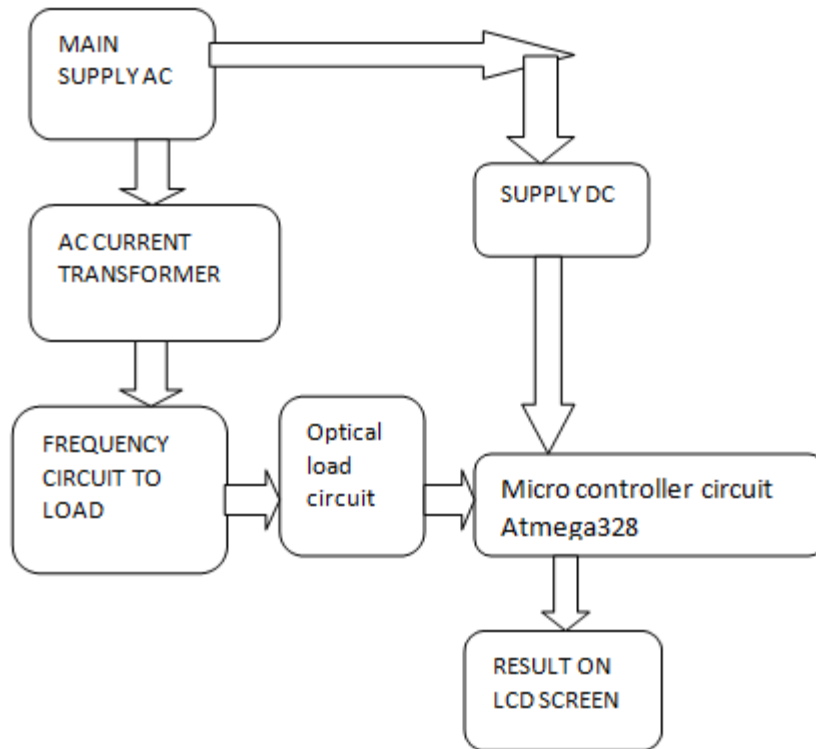 MAIN
SUPPLY AC
SUPPLY DC
AC CURRENT
TRANSFORMER
FREQUENCY
CIRCUIT TO
LOAD
Optical
load
circuit
Micro controller circuit
Atmega328
RESULT ON
LCD SCREEN